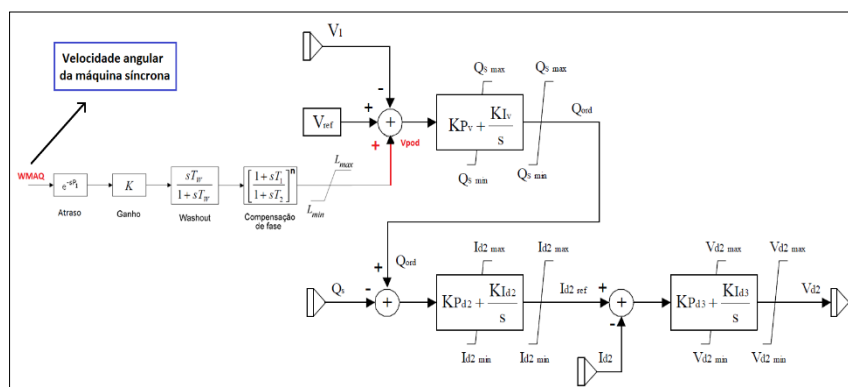 Velocidade angular
da máquina síncrona
V1
-
+
Vref
+
+
Vpod
KPv + KIv
s
Qs max
Qs min
Qs max
Qs min
Qord
WMAQ
e^-sP1
Atraso
K
Ganho
sTW
1+sTW
Washout
[1+sT1
1+sT2]^n
Compensação
de fase
Lmax
Lmin
Qs
-
+
+
Qord
KPd2 + KId2
s
Id2 max
Id2 min
Id2 max
Id2 min
Id2 ref
+
+
-
Id2
KPd3 + KId3
s
Vd2 max
Vd2 min
Vd2 max
Vd2 min
Vd2